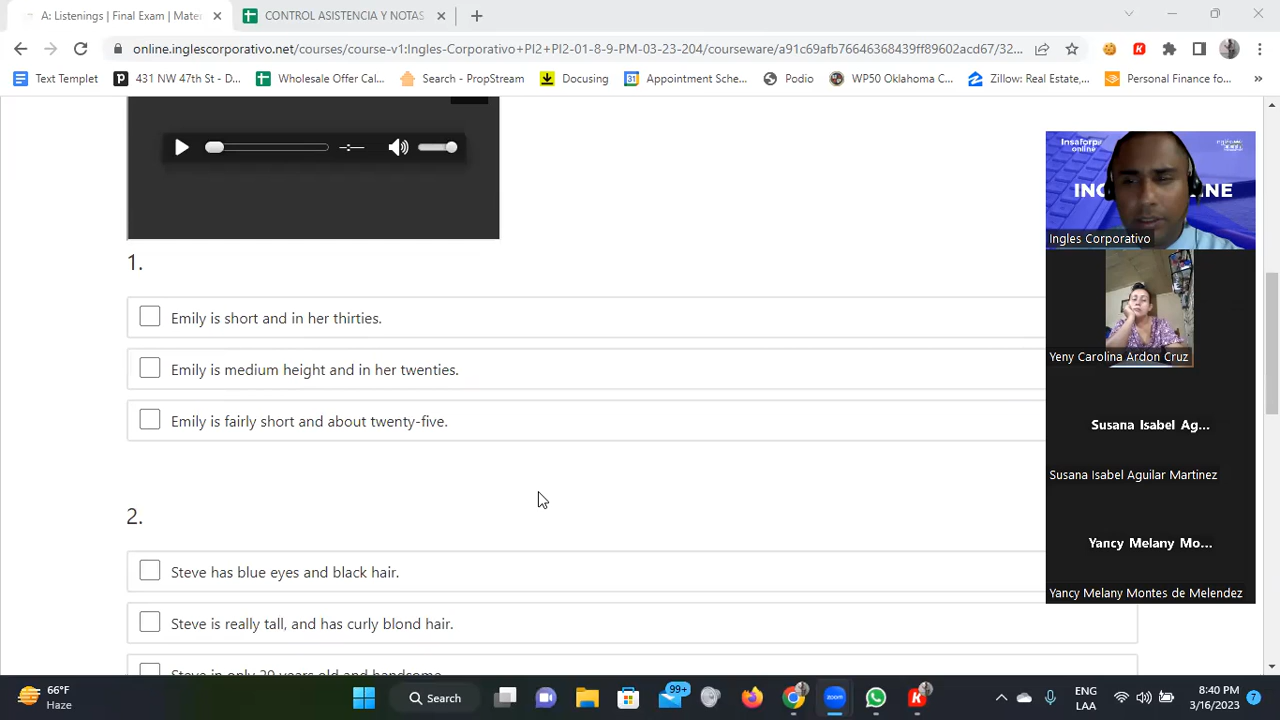 A: Listenings | Final Exam | Mater
CONTROL ASISTENCIA Y NOTAS
online.inglescorporativo.net/courses/course-v1:Ingles-Corporativo+PI2+PI2-01-8-9-PM-03-23-204/courseware/a91c69afb76646368439ff89602acd67/32...
Text Templet
431 NW 47th St - D...
Wholesale Offer Cal...
Search - PropStream
Docusing
Appointment Sche...
Podio
WP50 Oklahoma C...
Zillow: Real Estate,...
Personal Finance for...
»
Insaforp
online
Ingles Corporativo
1.
Emily is short and in her thirties.
Emily is medium height and in her twenties.
Emily is fairly short and about twenty-five.
Yeny Carolina Ardon Cruz
Susana Isabel Ag...
Susana Isabel Aguilar Martinez
2.
Steve has blue eyes and black hair.
Steve is really tall, and has curly blond hair.
Yancy Melany Mo...
Yancy Melany Montes de Melendez
66°F
Haze
Search
99+
ENG
LAA
8:40 PM
3/16/2023
7